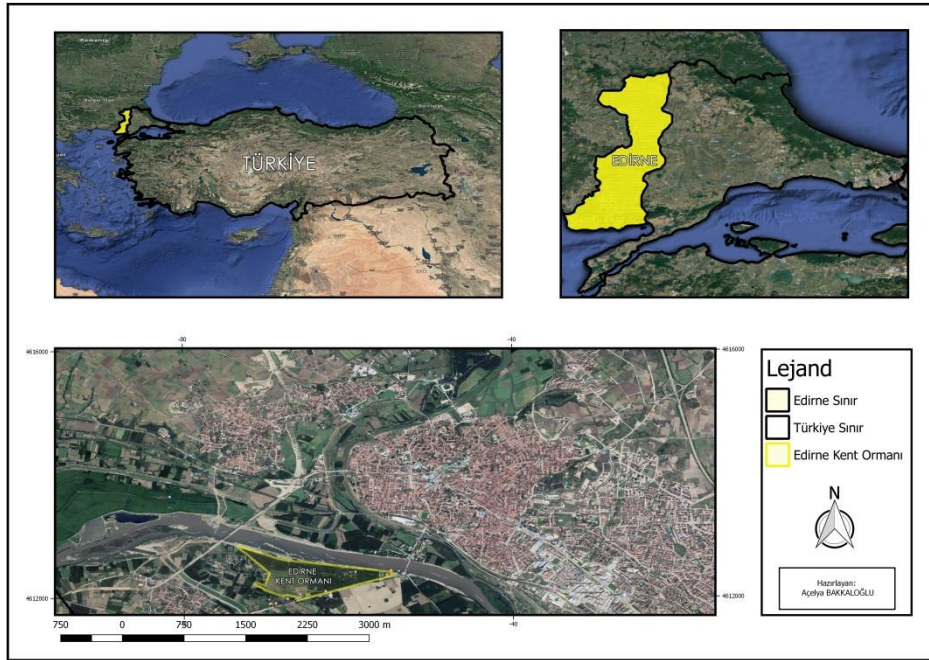 Romania
TÜRKİYE
EDİRNE
-80
-40
4616000
4616000
EDİRNE
KENT ORMANI
4612000
4612000
-40
750
0
750
1500
2250
3000 m
Lejand
Edirne Sınır
Türkiye Sınır
Edirne Kent Ormanı
N
Hazırlayan:
Açelya BAKKALOĞLU